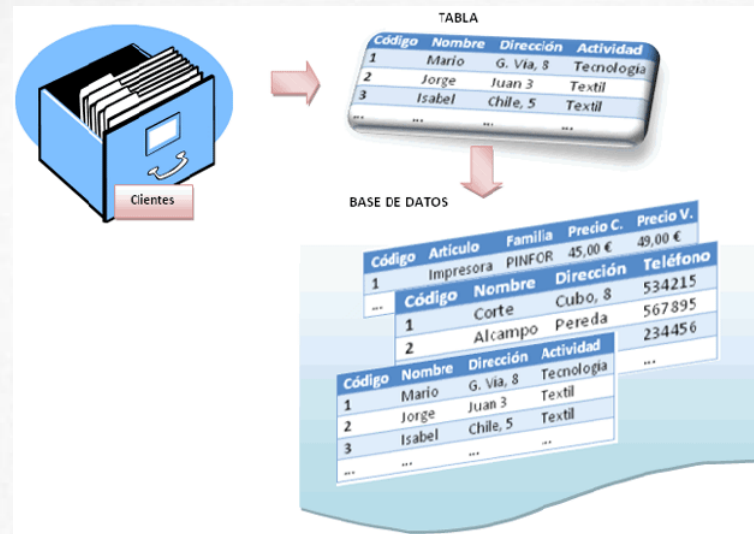 TABLA
Código Nombre Dirección Actividad
1 Mario G. Via, 8 Tecnología
2 Jorge Juan 3 Textil
3 Isabel Chile, 5 Textil
... ... ... ...
Clientes
BASE DE DATOS
Código Artículo Familia Precio C. Precio V.
1 Impresora PINFOR 45,00 € 49,00 €
...
Código Nombre Dirección Teléfono
1 Corte Cubo, 8 534215
2 Alcampo Pereda 567895
234456
...
Código Nombre Dirección Actividad
1 Mario G. Via, 8 Tecnología
2 Jorge Juan 3 Textil
3 Isabel Chile, 5 Textil
... ... ... ...